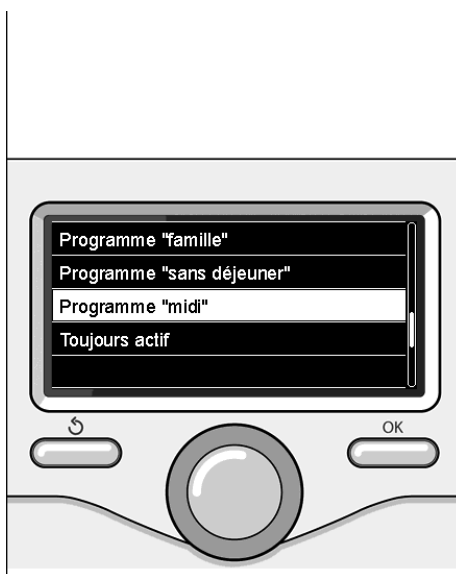 Programme "famille"
Programme "sans déjeuner"
Programme "midi"
Toujours actif
OK